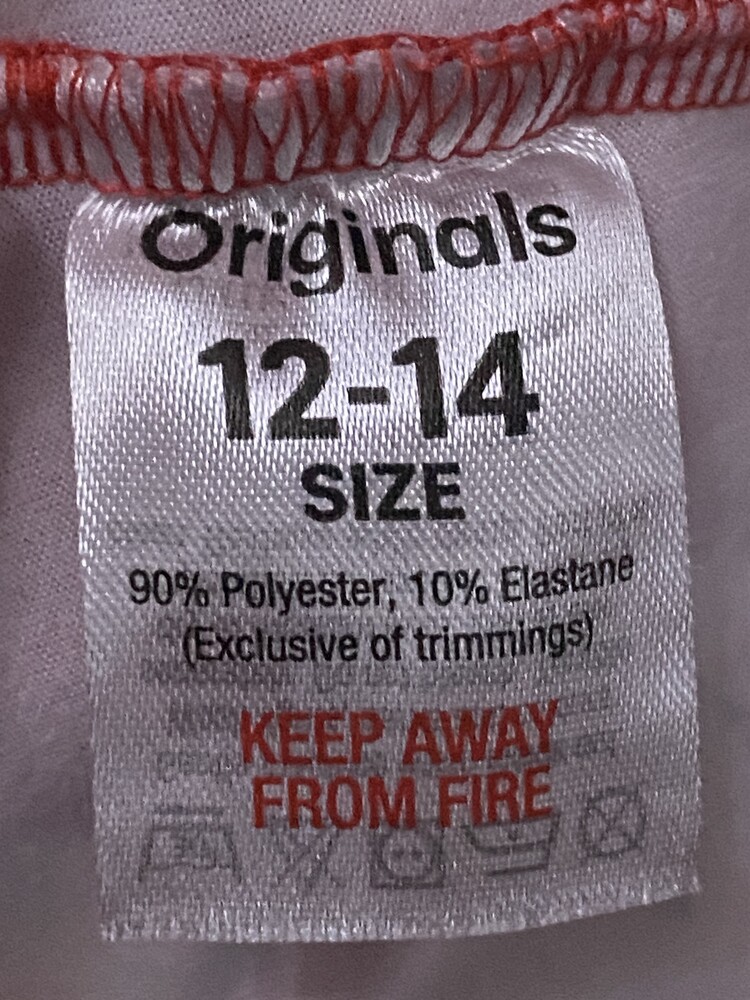 Originals
12-14
SIZE
90% Polyester, 10% Elastane
(Exclusive of trimmings)
KEEP AWAY
FROM FIRE